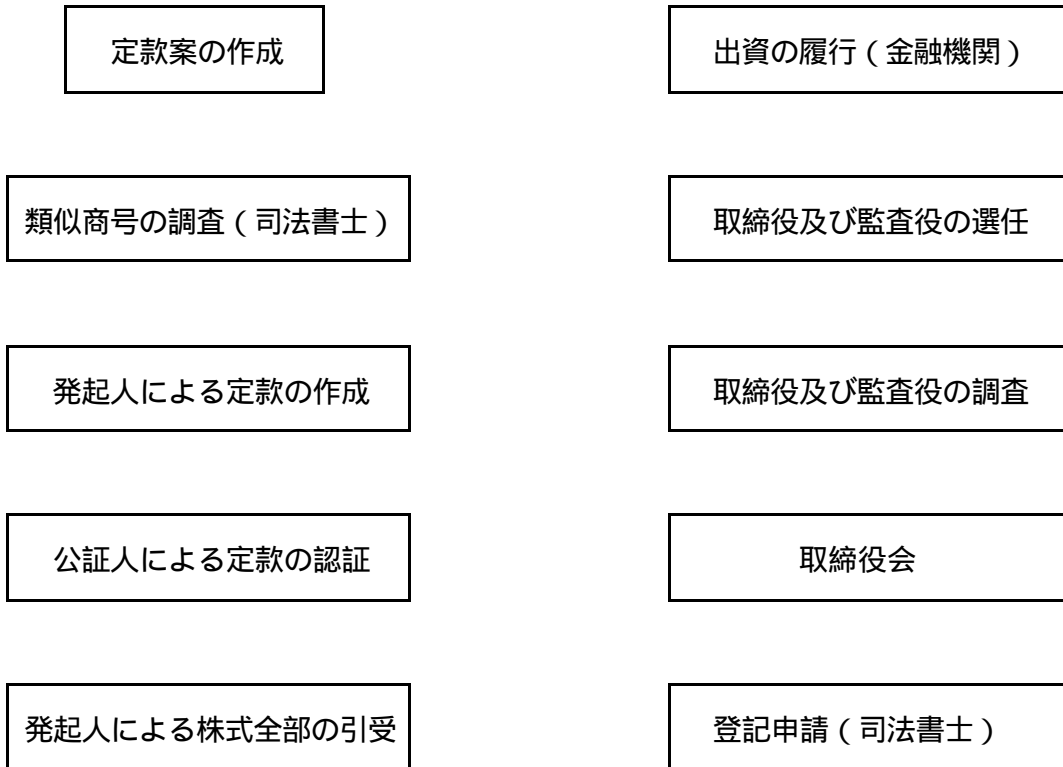 定款案の作成
類似商号の調査（司法書士）
発起人による定款の作成
公証人による定款の認証
発起人による株式全部の引受
出資の履行（金融機関）
取締役及び監査役の選任
取締役及び監査役の調査
取締役会
登記申請（司法書士）